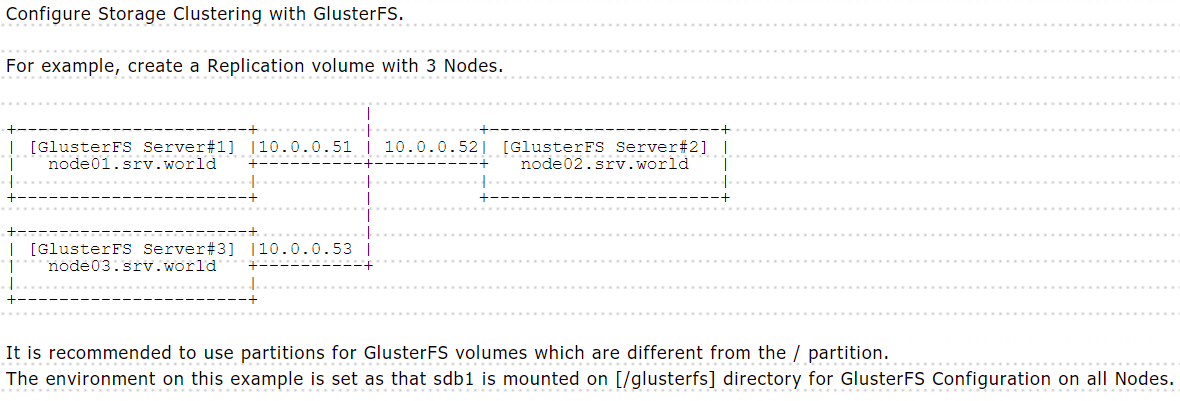 Configure Storage Clustering with GlusterFS.
For example, create a Replication volume with 3 Nodes.
                                      |
+----------------------+              |            +-----------------------+
| [GlusterFS Server#1] |10.0.0.51 | 10.0.0.52| [GlusterFS Server#2] |
| node01.srv.world +----------+----------+ node02.srv.world |
| | | | |
+----------------------+ | +----------------------+
|
+----------------------+ |
| [GlusterFS Server#3] |10.0.0.53 |
| node03.srv.world +----------+
| |
+----------------------+
It is recommended to use partitions for GlusterFS volumes which are different from the / partition.
The environment on this example is set as that sdb1 is mounted on [/glusterfs] directory for GlusterFS Configuration on all Nodes.